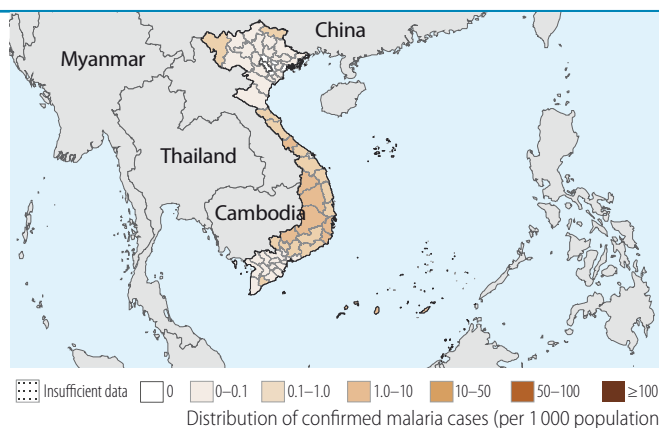 China
Myanmar
Thailand
Cambodia
Insufficient data 0 0–0.1 0.1–1.0 1.0–10 10–50 50–100 ≥100
Distribution of confirmed malaria cases (per 1 000 population